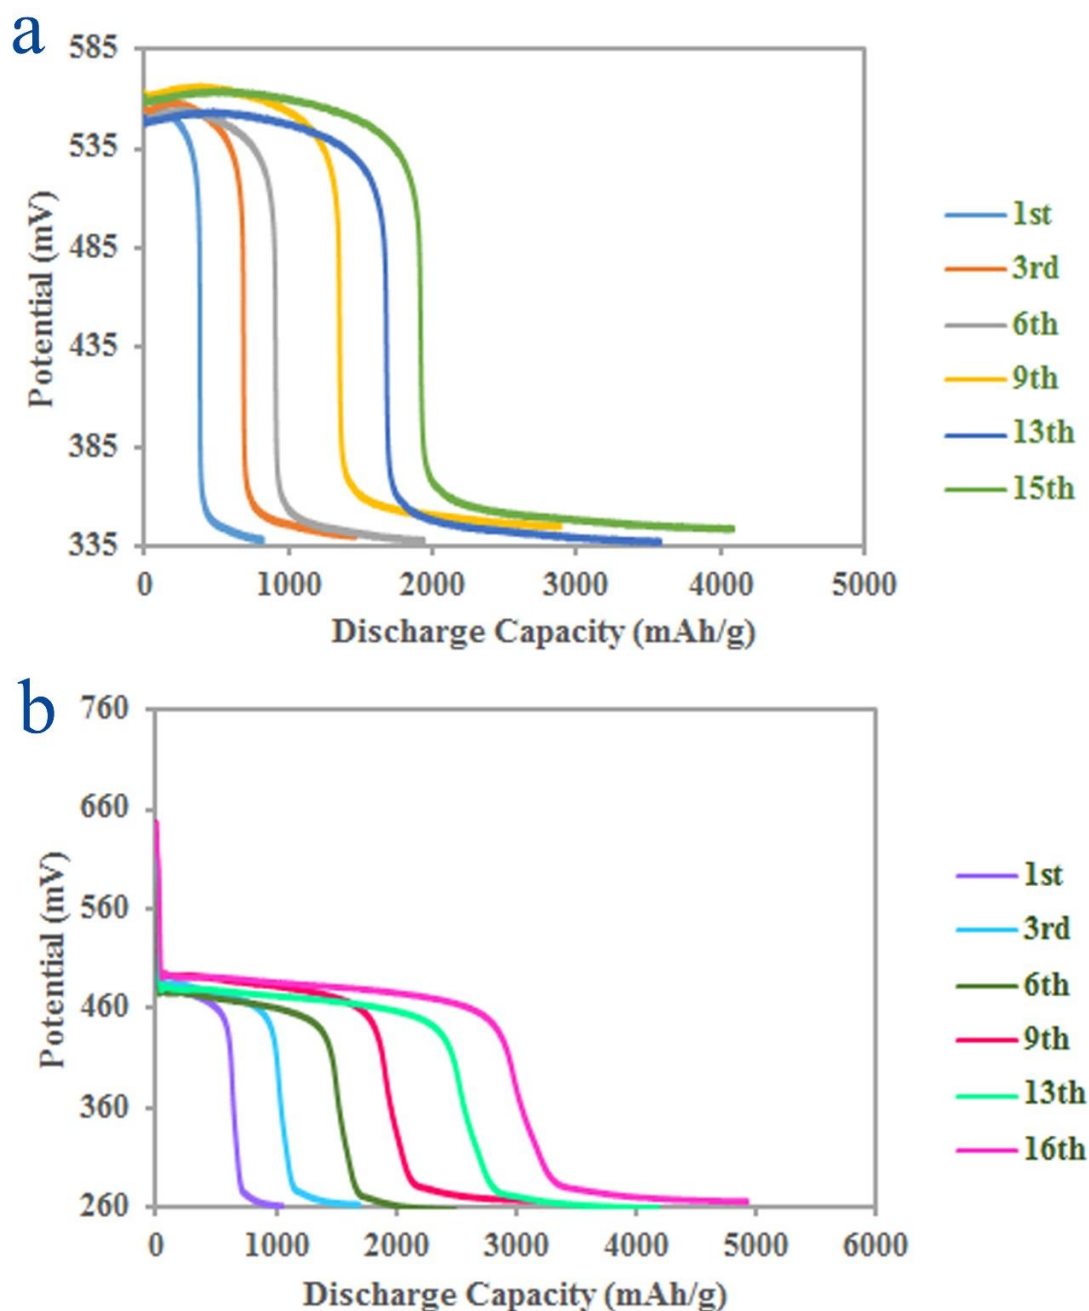 a
585
535
485
435
385
335
Potential (mV)
0 1000 2000 3000 4000 5000
Discharge Capacity (mAh/g)
1st
3rd
6th
9th
13th
15th
b
760
660
560
460
360
260
Potential (mV)
0 1000 2000 3000 4000 5000 6000
Discharge Capacity (mAh/g)
1st
3rd
6th
9th
13th
16th